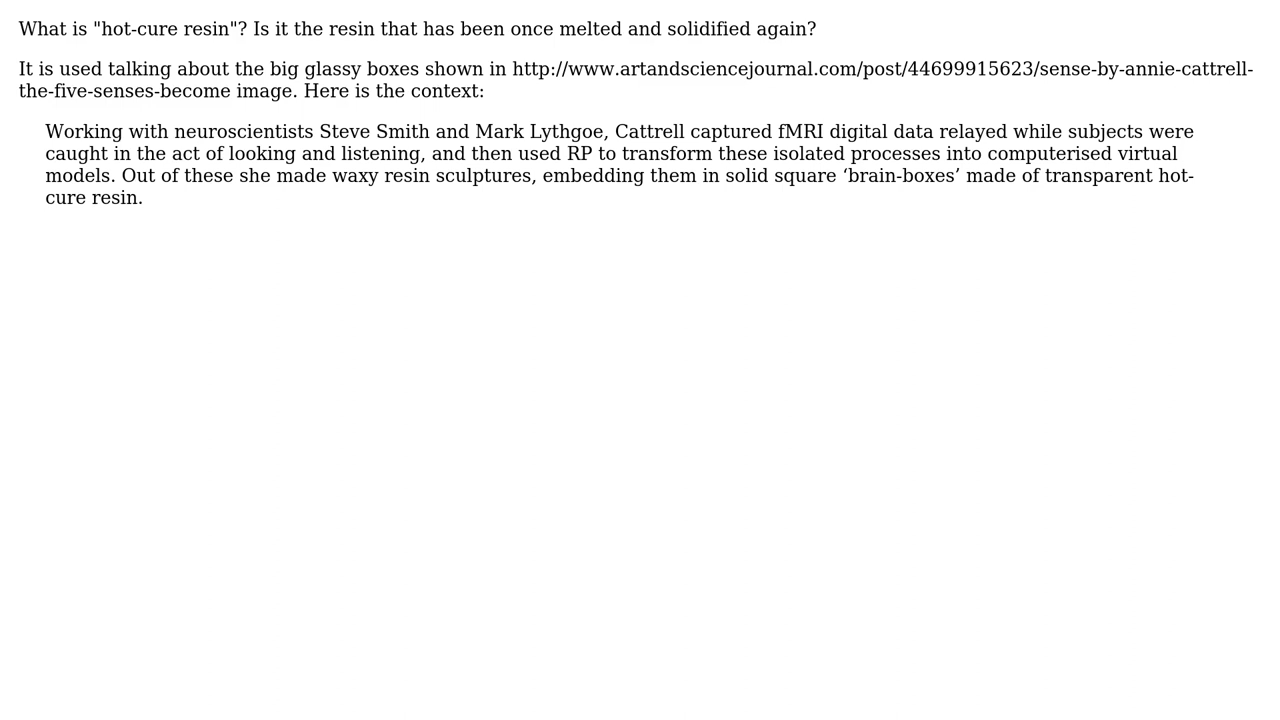 What is "hot-cure resin"? Is it the resin that has been once melted and solidified again?
It is used talking about the big glassy boxes shown in http://www.artandsciencejournal.com/post/44699915623/sense-by-annie-cattrell-
the-five-senses-become image. Here is the context:
Working with neuroscientists Steve Smith and Mark Lythgoe, Cattrell captured fMRI digital data relayed while subjects were
caught in the act of looking and listening, and then used RP to transform these isolated processes into computerised virtual
models. Out of these she made waxy resin sculptures, embedding them in solid square ‘brain-boxes’ made of transparent hot-
cure resin.